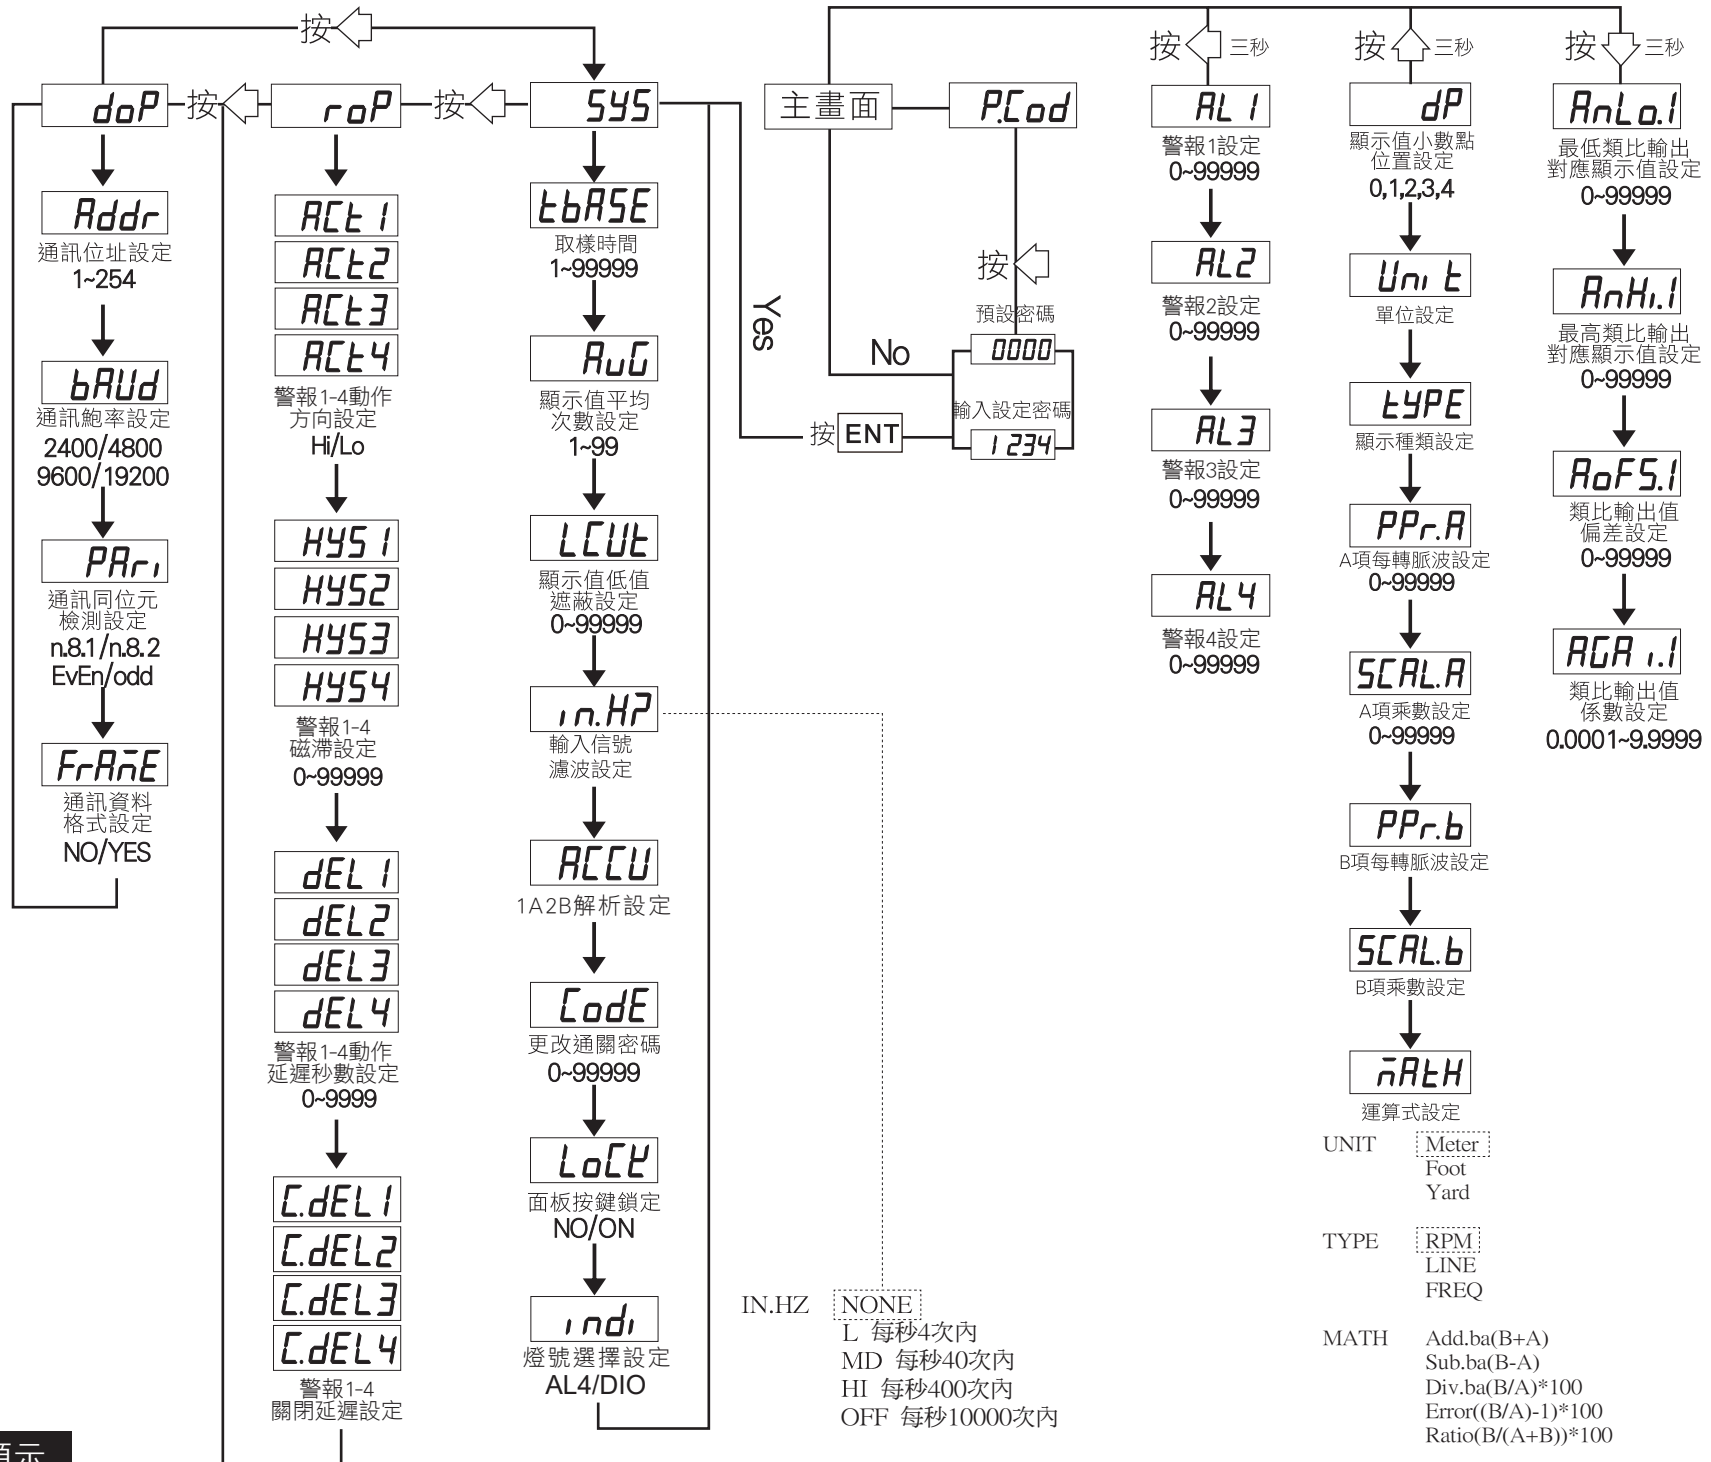 按
doP
按
Addr
通訊位址設定
1~254
bAUd
通訊鮑率設定
2400/4800
9600/19200
PAri
通訊同位元
檢測設定
n.8.1/n.8.2
EvEn/odd
FrAmE
通訊資料
格式設定
NO/YES
roP
按
ACt1
ACt2
ACt3
ACt4
警報1-4動作
方向設定
Hi/Lo
HYS1
HYS2
HYS3
HYS4
警報1-4
磁滯設定
0~99999
dEL1
dEL2
dEL3
dEL4
警報1-4動作
延遲秒數設定
0~9999
C.dEL1
C.dEL2
C.dEL3
C.dEL4
警報1-4
關閉延遲設定
SYS
tbASE
取樣時間
1~99999
AvG
顯示值平均
次數設定
1~99
LCUt
顯示值低值
遮蔽設定
0~99999
in.HZ
輸入信號
濾波設定
ACCU
1A2B解析設定
CodE
更改通關密碼
0~99999
LoCK
面板按鍵鎖定
NO/ON
indi
燈號選擇設定
AL4/DIO
主畫面
P.Cod
按
預設密碼
0000
No
Yes
輸入設定密碼
按 ENT
1234
按 三秒
AL1
警報1設定
0~99999
AL2
警報2設定
0~99999
AL3
警報3設定
0~99999
AL4
警報4設定
0~99999
按 三秒
dP
顯示值小數點
位置設定
0,1,2,3,4
Unit
單位設定
tYPE
顯示種類設定
PPr.A
A項每轉脈波設定
0~99999
SCAL.A
A項乘數設定
0~99999
PPr.b
B項每轉脈波設定
SCAL.b
B項乘數設定
mAtH
運算式設定
按 三秒
AnLo.1
最低類比輸出
對應顯示值設定
0~99999
AnHi.1
最高類比輸出
對應顯示值設定
0~99999
AoFS.1
類比輸出值
偏差設定
0~99999
AGAi.1
類比輸出值
係數設定
0.0001~9.9999
IN.HZ NONE
L 每秒4次內
MD 每秒40次內
HI 每秒400次內
OFF 每秒10000次內
UNIT Meter
Foot
Yard
TYPE RPM
LINE
FREQ
MATH Add.ba(B+A)
Sub.ba(B-A)
Div.ba(B/A)*100
Error((B/A)-1)*100
Ratio(B/(A+B))*100